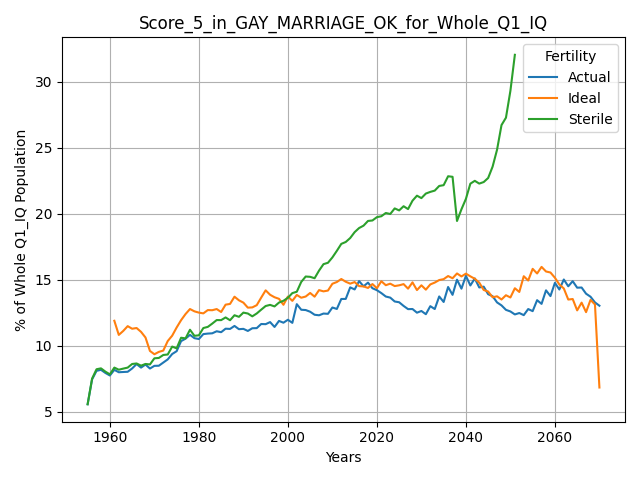 Score_5_in_GAY_MARRIAGE_OK_for_Whole_Q1_IQ
Fertility
Actual
Ideal
Sterile
% of Whole Q1_IQ Population
30
25
20
15
10
5
1960 1980 2000 2020 2040 2060
Years